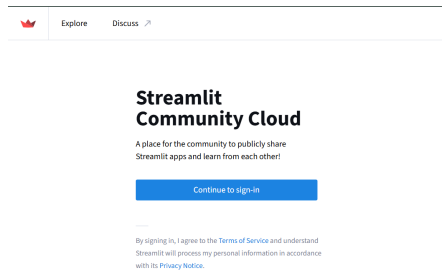 Explore Discuss ↗
Streamlit
Community Cloud
A place for the community to publicly share
Streamlit apps and learn from each other!
Continue to sign-in
By signing in, I agree to the Terms of Service and understand
Streamlit will process my personal information in accordance
with its Privacy Notice.